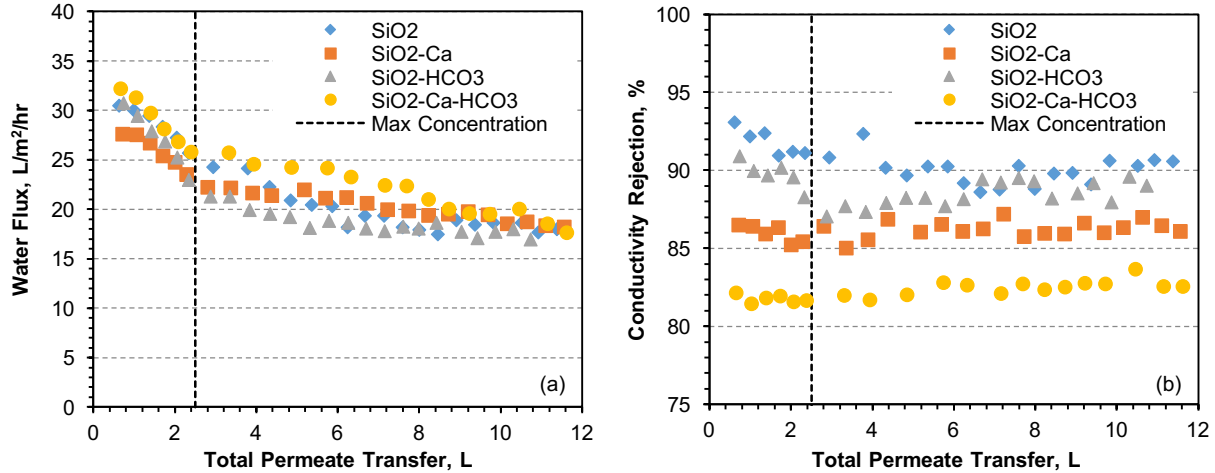 40
35
30
25
20
15
10
5
0
0 2 4 6 8 10 12
Water Flux, L/m²/hr
Total Permeate Transfer, L
SiO2
SiO2-Ca
SiO2-HCO3
SiO2-Ca-HCO3
Max Concentration
(a)
100
95
90
85
80
75
0 2 4 6 8 10 12
Conductivity Rejection, %
Total Permeate Transfer, L
SiO2
SiO2-Ca
SiO2-HCO3
SiO2-Ca-HCO3
Max Concentration
(b)